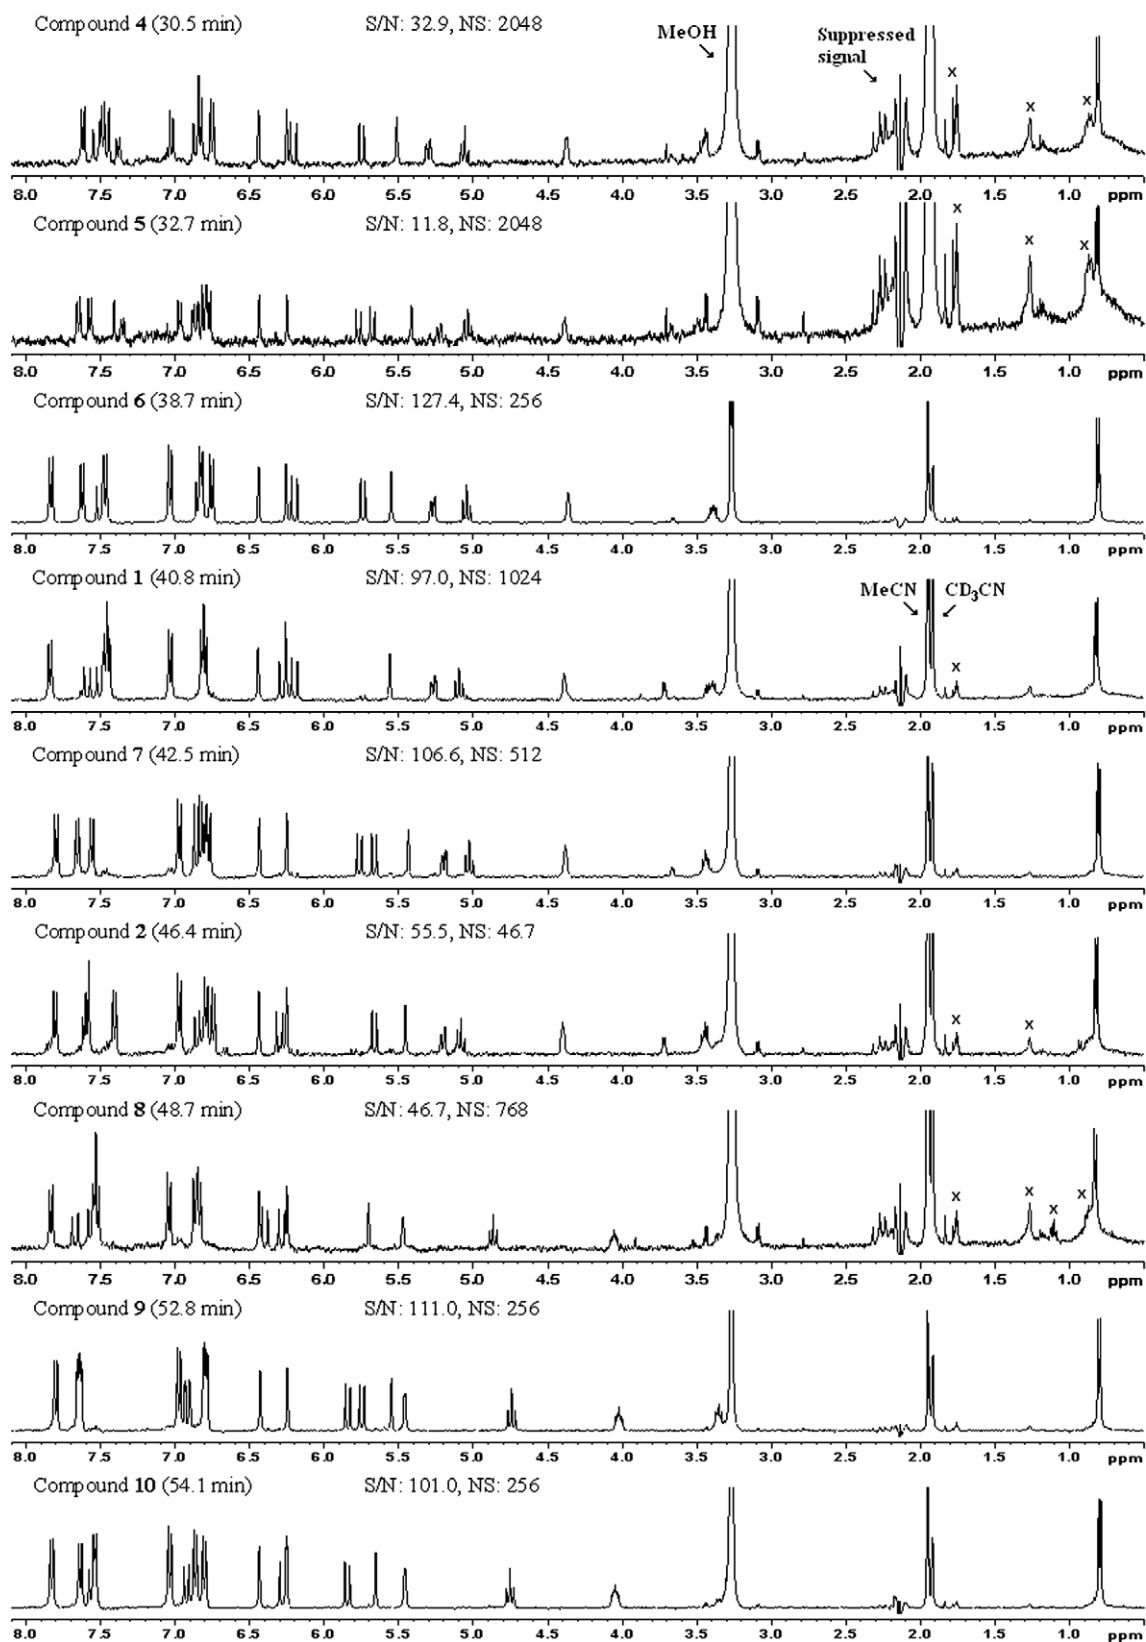 Compound 4 (30.5 min) S/N: 32.9, NS: 2048
MeOH
Suppressed
signal
x x x
8.0 7.5 7.0 6.5 6.0 5.5 5.0 4.5 4.0 3.5 3.0 2.5 2.0 1.5 1.0 ppm
Compound 5 (32.7 min) S/N: 11.8, NS: 2048
x x x
8.0 7.5 7.0 6.5 6.0 5.5 5.0 4.5 4.0 3.5 3.0 2.5 2.0 1.5 1.0 ppm
Compound 6 (38.7 min) S/N: 127.4, NS: 256
8.0 7.5 7.0 6.5 6.0 5.5 5.0 4.5 4.0 3.5 3.0 2.5 2.0 1.5 1.0 ppm
Compound 1 (40.8 min) S/N: 97.0, NS: 1024
MeCN CD3CN
x
8.0 7.5 7.0 6.5 6.0 5.5 5.0 4.5 4.0 3.5 3.0 2.5 2.0 1.5 1.0 ppm
Compound 7 (42.5 min) S/N: 106.6, NS: 512
8.0 7.5 7.0 6.5 6.0 5.5 5.0 4.5 4.0 3.5 3.0 2.5 2.0 1.5 1.0 ppm
Compound 2 (46.4 min) S/N: 55.5, NS: 46.7
x x
8.0 7.5 7.0 6.5 6.0 5.5 5.0 4.5 4.0 3.5 3.0 2.5 2.0 1.5 1.0 ppm
Compound 8 (48.7 min) S/N: 46.7, NS: 768
x x x x
8.0 7.5 7.0 6.5 6.0 5.5 5.0 4.5 4.0 3.5 3.0 2.5 2.0 1.5 1.0 ppm
Compound 9 (52.8 min) S/N: 111.0, NS: 256
8.0 7.5 7.0 6.5 6.0 5.5 5.0 4.5 4.0 3.5 3.0 2.5 2.0 1.5 1.0 ppm
Compound 10 (54.1 min) S/N: 101.0, NS: 256
8.0 7.5 7.0 6.5 6.0 5.5 5.0 4.5 4.0 3.5 3.0 2.5 2.0 1.5 1.0 ppm